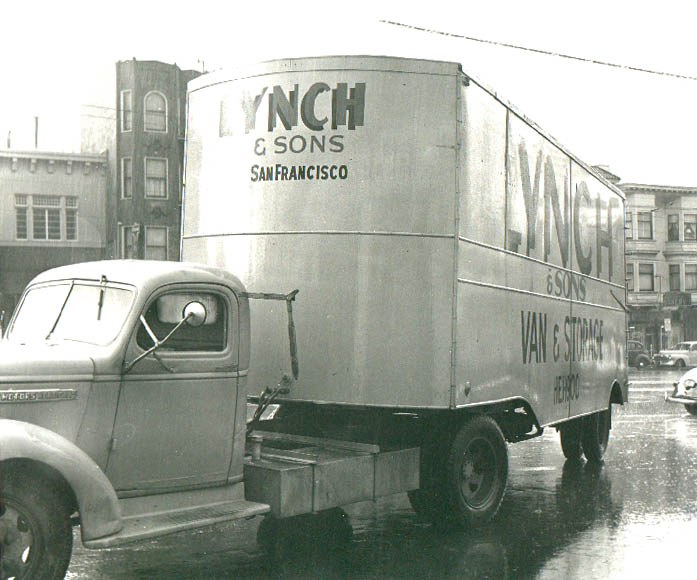 LYNCH
& SONS
SAN FRANCISCO
LYNCH
& SONS
VAN & STORAGE